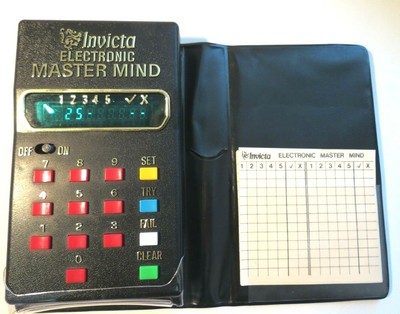 Invicta
ELECTRONIC
MASTER MIND
1 2 3 4 5 ✓ X
OFF ON
7 8 9 SET
4 5 6 TRY
1 2 3 FAIL
0 CLEAR
Invicta ELECTRONIC MASTER MIND
1 2 3 4 5 ✓ X 1 2 3 4 5 ✓ X